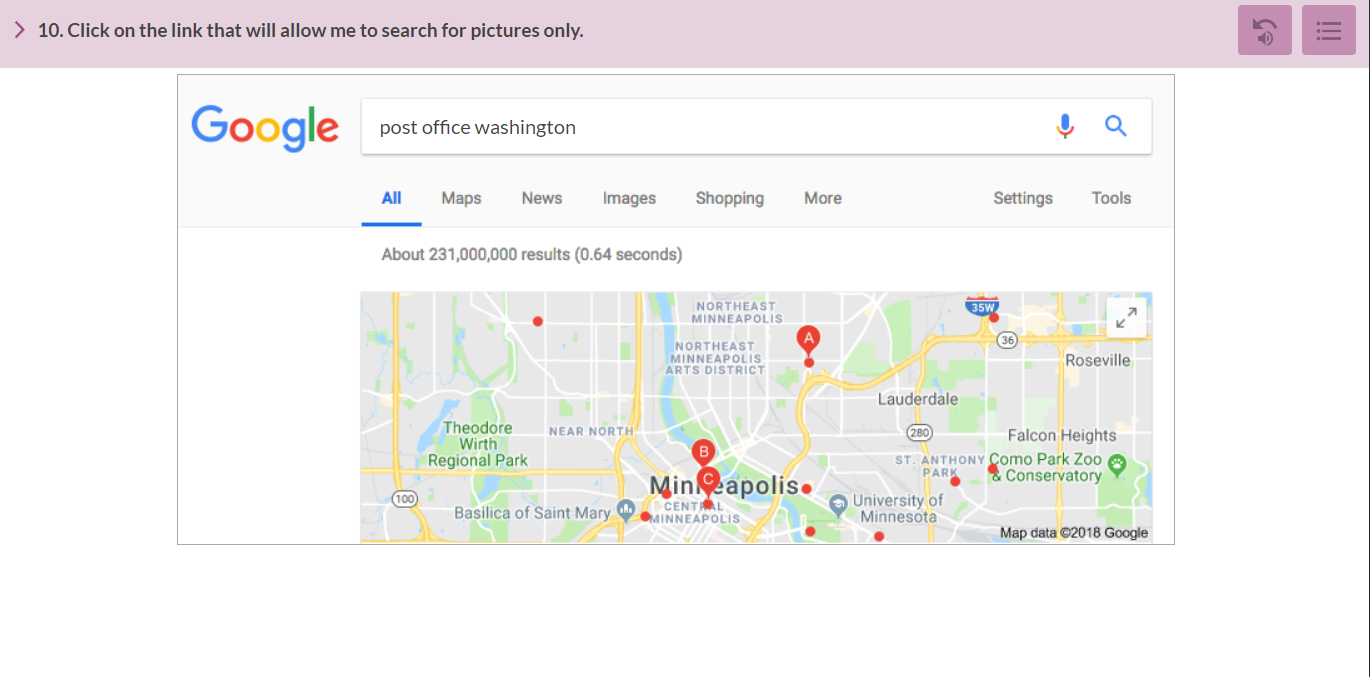 10. Click on the link that will allow me to search for pictures only.
Google
post office washington
All Maps News Images Shopping More Settings Tools
About 231,000,000 results (0.64 seconds)
NORTHEAST
MINNEAPOLIS
35W
A
36
NORTHEAST
MINNEAPOLIS
ARTS DISTRICT
Roseville
Lauderdale
Theodore
Wirth
Regional Park
NEAR NORTH
280
Falcon Heights
B
ST. ANTHONY
PARK
Como Park Zoo
& Conservatory
C
Minneapolis
100
Basilica of Saint Mary
CENTRAL
MINNEAPOLIS
University of
Minnesota
Map data ©2018 Google